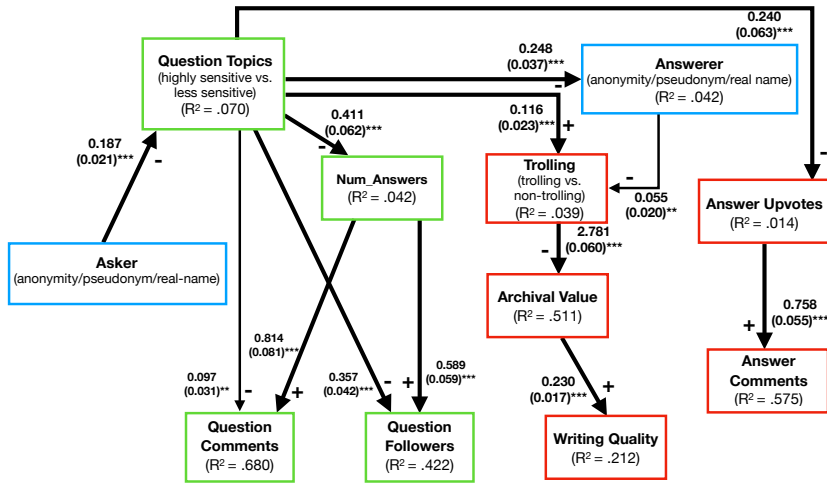 0.240
(0.063)***
Question Topics
(highly sensitive vs.
less sensitive)
(R² = .070)
0.248
(0.037)***
-
Answerer
(anonymity/pseudonym/real name)
(R² = .042)
0.187
(0.021)***
-
0.411
(0.062)***
-
0.116
(0.023)***
+
Num_Answers
(R² = .042)
Trolling
(trolling vs.
non-trolling)
(R² = .039)
-
0.055
(0.020)**
-
Answer Upvotes
(R² = .014)
Asker
(anonymity/pseudonym/real-name)
2.781
(0.060)***
-
Archival Value
(R² = .511)
0.758
(0.055)***
+
0.814
(0.081)***
+
0.589
(0.059)***
+
0.097
(0.031)**
-
0.357
(0.042)***
-
0.230
(0.017)***
+
Answer
Comments
(R² = .575)
Question
Comments
(R² = .680)
Question
Followers
(R² = .422)
Writing Quality
(R² = .212)